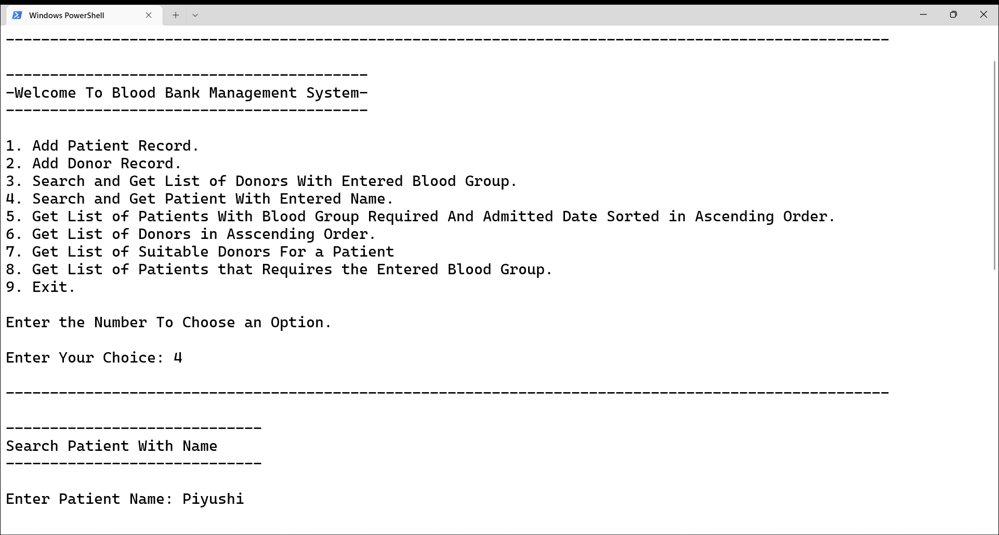 Windows PowerShell
----------------------------------------------------------------------------------------------------
-----------------------------------------
-Welcome To Blood Bank Management System-
-----------------------------------------
1. Add Patient Record.
2. Add Donor Record.
3. Search and Get List of Donors With Entered Blood Group.
4. Search and Get Patient With Entered Name.
5. Get List of Patients With Blood Group Required And Admitted Date Sorted in Ascending Order.
6. Get List of Donors in Asscending Order.
7. Get List of Suitable Donors For a Patient
8. Get List of Patients that Requires the Entered Blood Group.
9. Exit.
Enter the Number To Choose an Option.
Enter Your Choice: 4
----------------------------------------------------------------------------------------------------
-----------------------------
Search Patient With Name
-----------------------------
Enter Patient Name: Piyushi